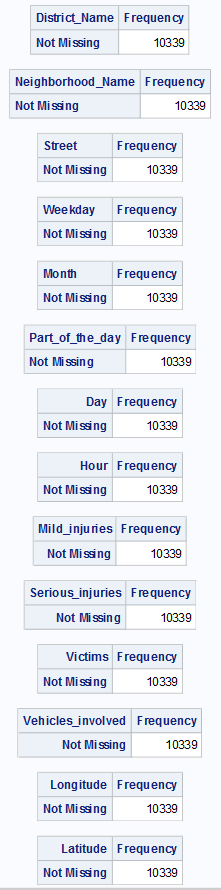 District_Name Frequency
Not Missing 10339
Neighborhood_Name Frequency
Not Missing 10339
Street Frequency
Not Missing 10339
Weekday Frequency
Not Missing 10339
Month Frequency
Not Missing 10339
Part_of_the_day Frequency
Not Missing 10339
Day Frequency
Not Missing 10339
Hour Frequency
Not Missing 10339
Mild_injuries Frequency
Not Missing 10339
Serious_injuries Frequency
Not Missing 10339
Victims Frequency
Not Missing 10339
Vehicles_involved Frequency
Not Missing 10339
Longitude Frequency
Not Missing 10339
Latitude Frequency
Not Missing 10339